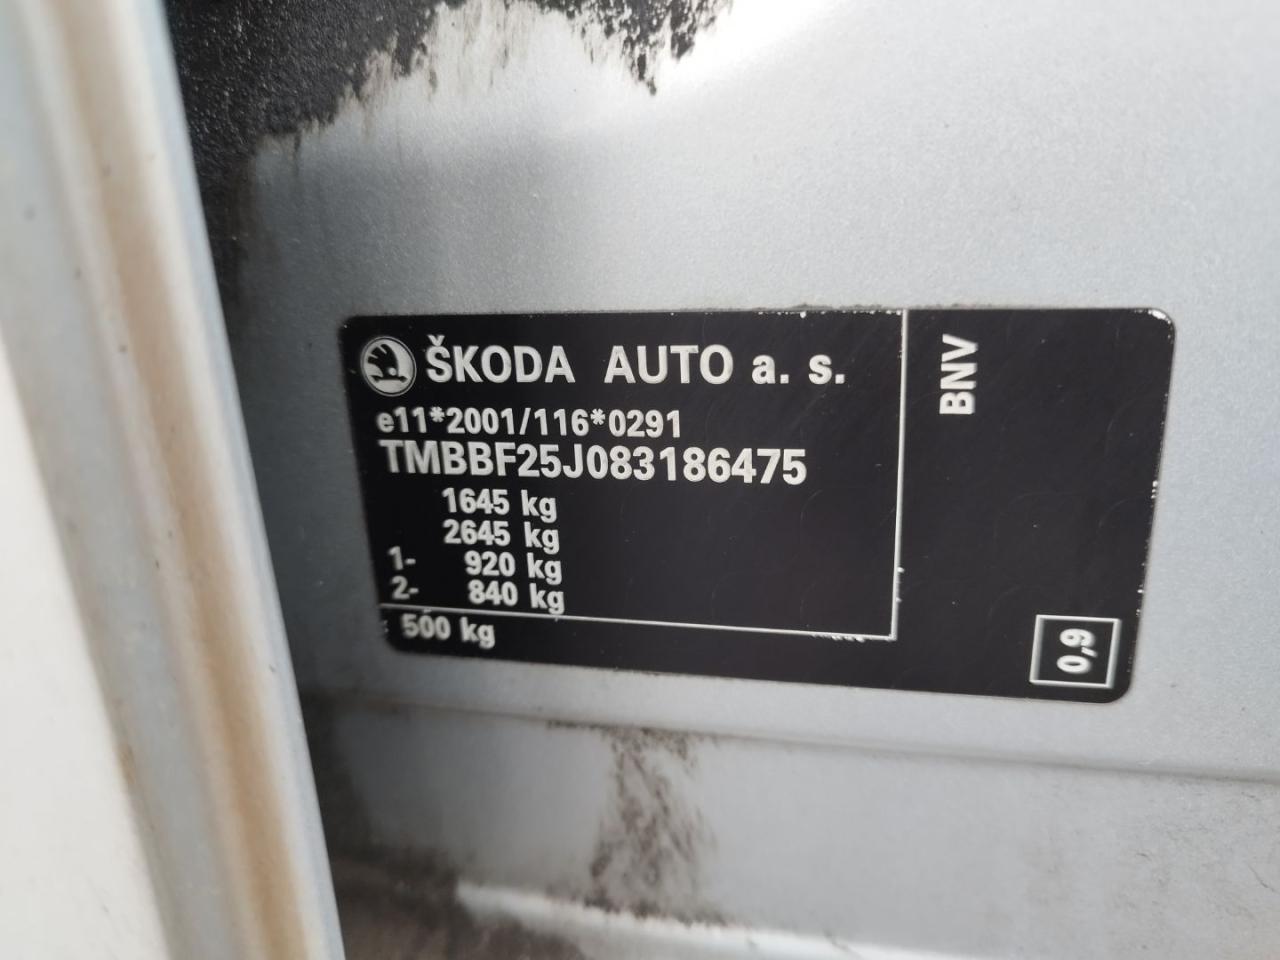 ŠKODA AUTO a. s.
e11*2001/116*0291
TMBBF25J083186475
1645 kg
2645 kg
1- 920 kg
2- 840 kg
500 kg
BNV
0,9